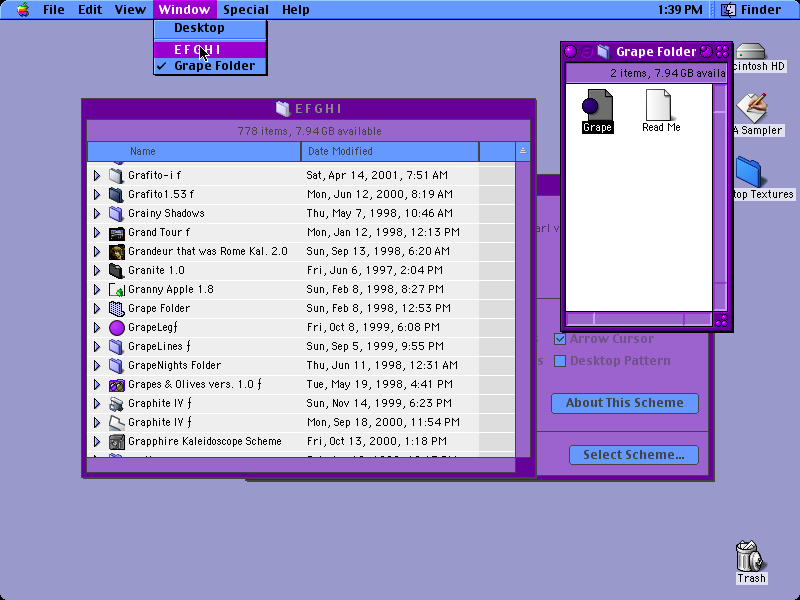 File Edit View Window Special Help 1:39 PM Finder
Desktop
E F G H I
✓ Grape Folder
Grape Folder
2 items, 7.94 GB availa
Grape
Read Me
cintosh HD
A Sampler
top Textures
E F G H I
778 items, 7.94 GB available
Name Date Modified
Grafito-i f Sat, Apr 14, 2001, 7:51 AM
Grafito1.53 f Mon, Jun 12, 2000, 8:19 AM
Grainy Shadows Thu, May 7, 1998, 10:46 AM
Grand Tour f Mon, Jan 12, 1998, 12:13 PM
Grandeur that was Rome Kal. 2.0 Sun, Sep 13, 1998, 6:20 AM
Granite 1.0 Fri, Jun 6, 1997, 2:04 PM
Granny Apple 1.8 Sun, Feb 8, 1998, 8:27 PM
Grape Folder Sun, Feb 8, 1998, 12:53 PM
GrapeLegƒ Fri, Oct 8, 1999, 6:08 PM
GrapeLines ƒ Sun, Sep 5, 1999, 9:55 PM
GrapeNights Folder Thu, Jun 11, 1998, 12:31 AM
Grapes & Olives vers. 1.0 ƒ Tue, May 19, 1998, 4:41 PM
Graphite IV ƒ Sun, Nov 14, 1999, 6:23 PM
Graphite IV ƒ Mon, Sep 18, 2000, 11:54 PM
Grapphire Kaleidoscope Scheme Fri, Oct 13, 2000, 1:18 PM
arl v
s Arrow Cursor
s Desktop Pattern
About This Scheme
Select Scheme...
Trash